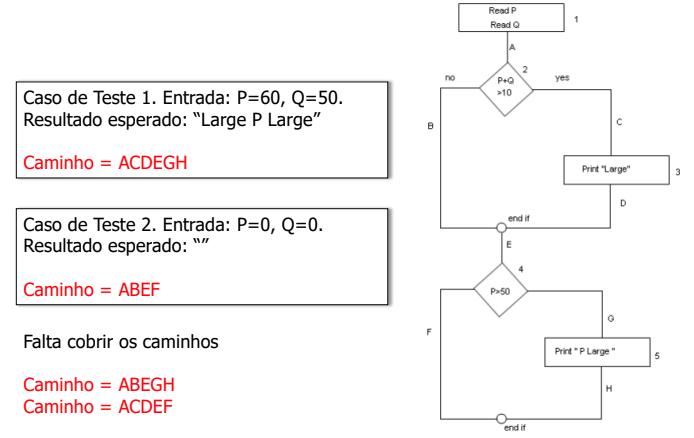 Caso de Teste 1. Entrada: P=60, Q=50.
Resultado esperado: “Large P Large”
Caminho = ACDEGH
Caso de Teste 2. Entrada: P=0, Q=0.
Resultado esperado: “”
Caminho = ABEF
Falta cobrir os caminhos
Caminho = ABEGH
Caminho = ACDEF
Read P
Read Q
1
A
2
no
P+Q
>10
yes
B
C
Print "Large"
3
D
end if
E
4
P>50
F
G
Print " P Large "
5
H
end if